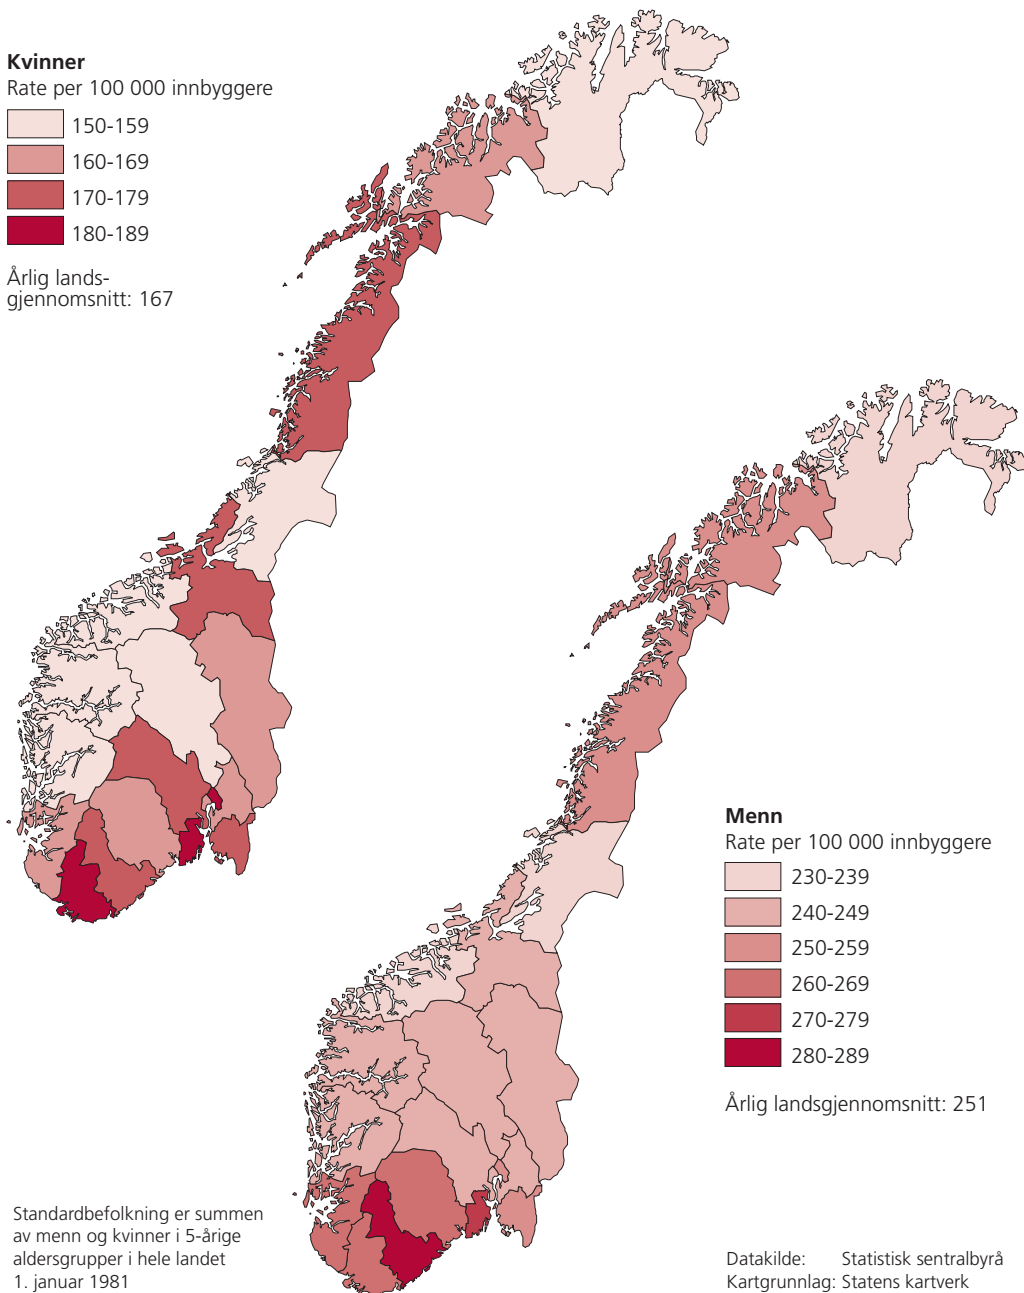 Kvinner
Rate per 100 000 innbyggere
150-159
160-169
170-179
180-189
Årlig lands-
gjennomsnitt: 167
Menn
Rate per 100 000 innbyggere
230-239
240-249
250-259
260-269
270-279
280-289
Årlig landsgjennomsnitt: 251
Standardbefolkning er summen
av menn og kvinner i 5-årige
aldersgrupper i hele landet
1. januar 1981
Datakilde: Statistisk sentralbyrå
Kartgrunnlag: Statens kartverk